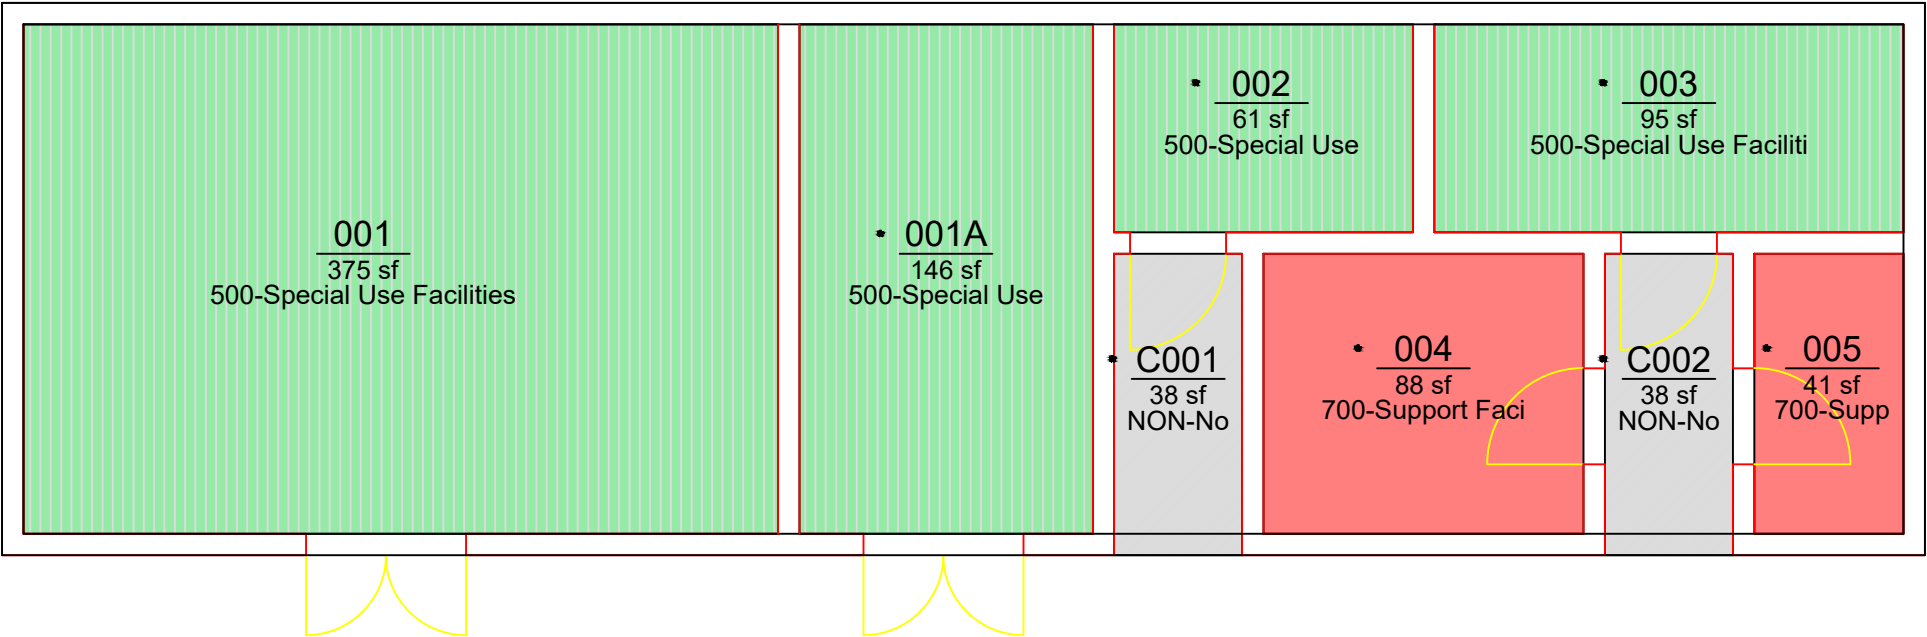 001
375 sf
500-Special Use Facilities
001A
146 sf
500-Special Use
002
61 sf
500-Special Use
003
95 sf
500-Special Use Faciliti
C001
38 sf
NON-No
004
88 sf
700-Support Faci
C002
38 sf
NON-No
005
41 sf
700-Supp